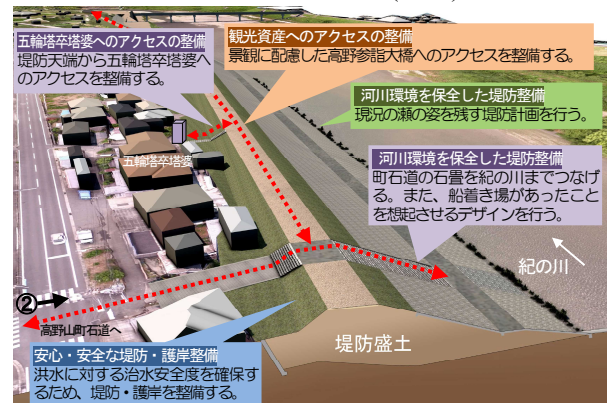 五輪塔卒塔婆へのアクセスの整備
堤防天端から五輪塔卒塔婆へ
のアクセスを整備する。
観光資産へのアクセスの整備
景観に配慮した高野参詣大橋へのアクセスを整備する。
河川環境を保全した堤防整備
現況の瀬の姿を残す堤防計画を行う。
五輪塔卒塔婆
河川環境を保全した堤防整備
町石道の石畳を紀の川までつなげ
る。また、船着き場があったこと
を想起させるデザインを行う。
紀の川
②
高野山町石道へ
堤防盛土
安心・安全な堤防・護岸整備
洪水に対する治水安全度を確保す
るため、堤防・護岸を整備する。